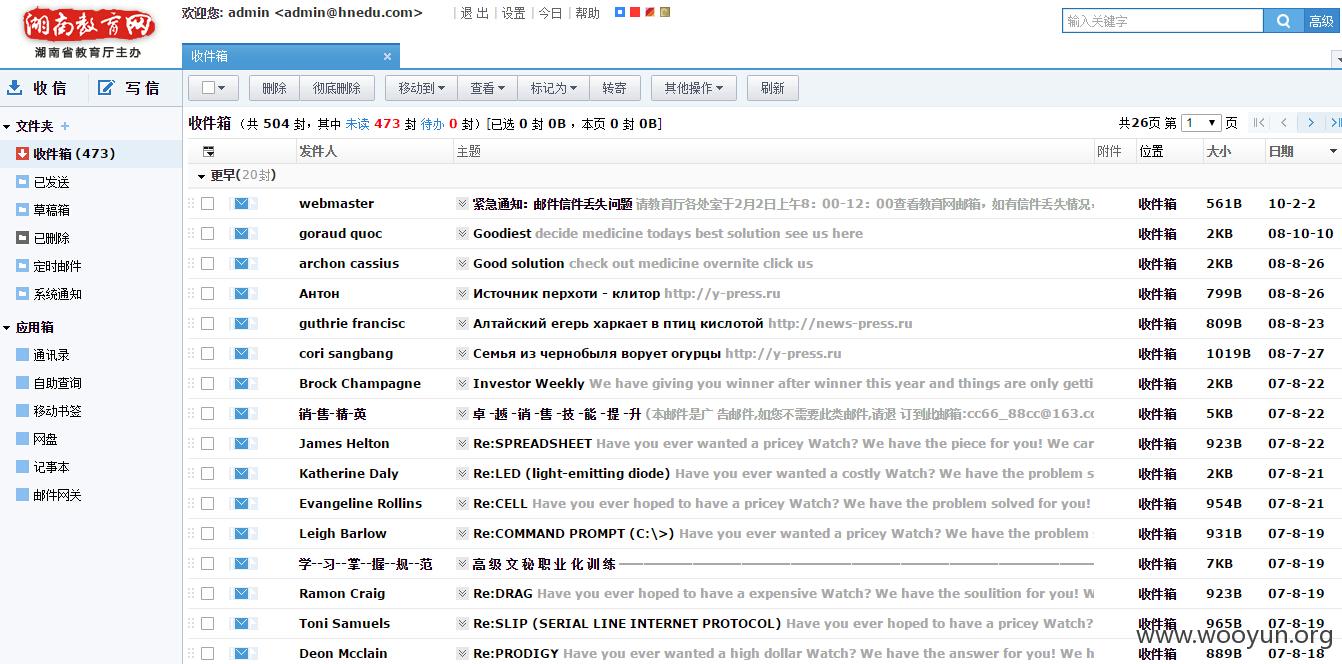 湖南教育网
湖南省教育厅主办
欢迎您: admin <admin@hnedu.com> | 退出 | 设置 | 今日 | 帮助
输入关键字 高级
收件箱 ×
收信 写信
删除 彻底删除 移动到 查看 标记为 转寄 其他操作 刷新
文件夹 +
收件箱 (473)
已发送
草稿箱
已删除
定时邮件
系统通知
应用箱
通讯录
自助查询
移动书签
网盘
记事本
邮件网关
收件箱 (共 504 封，其中 未读 473 封 待办 0 封) [已选 0 封 0B ，本页 0 封 0B]
共26页 第 1 页
发件人 主题 附件 位置 大小 日期
更早(20封)
webmaster 紧急通知：邮件信件丢失问题 请教育厅各处室于2月2日上午8：00-12：00查看教育网邮箱，如有信件丢失情况， 收件箱 561B 10-2-2
goraud quoc Goodiest decide medicine todays best solution see us here 收件箱 2KB 08-10-10
archon cassius Good solution check out medicine overnite click us 收件箱 2KB 08-8-26
Антон Источник перхоти - клитор http://y-press.ru 收件箱 799B 08-8-26
guthrie francisc Алтайский егерь харкает в птиц кислотой http://news-press.ru 收件箱 809B 08-8-23
cori sangbang Семья из чернобыля ворует огурцы http://y-press.ru 收件箱 1019B 08-7-27
Brock Champagne Investor Weekly We have giving you winner after winner this year and things are only getti 收件箱 2KB 07-8-22
销-售-精-英 卓 -越 -销 -售 -技 -能 -提 -升 (本邮件是广 告邮件,如您不需要此类邮件,请退 订到此邮箱:cc66_88cc@163.cc 收件箱 5KB 07-8-22
James Helton Re:SPREADSHEET Have you ever wanted a pricey Watch? We have the piece for you! We car 收件箱 923B 07-8-22
Katherine Daly Re:LED (light-emitting diode) Have you ever wanted a costly Watch? We have the problem s 收件箱 2KB 07-8-21
Evangeline Rollins Re:CELL Have you ever hoped to have a pricey Watch? We have the problem solved for you! 收件箱 954B 07-8-21
Leigh Barlow Re:COMMAND PROMPT (C:\>) Have you ever wanted a pricey Watch? We have the problem 收件箱 931B 07-8-19
学--习--掌--握--规--范 高 级 文 秘 职 业 化 训 练 —————————————— 收件箱 7KB 07-8-19
Ramon Craig Re:DRAG Have you ever hoped to have a expensive Watch? We have the soulition for you! W 收件箱 923B 07-8-19
Toni Samuels Re:SLIP (SERIAL LINE INTERNET PROTOCOL) Have you ever hoped to have a pricey Watch? 收件箱 965B 07-8-19
Deon Mcclain Re:PRODIGY Have you ever wanted a high dollar Watch? We have the answer for you! We h 收件箱 889B 07-8-18
www.wooyun.org